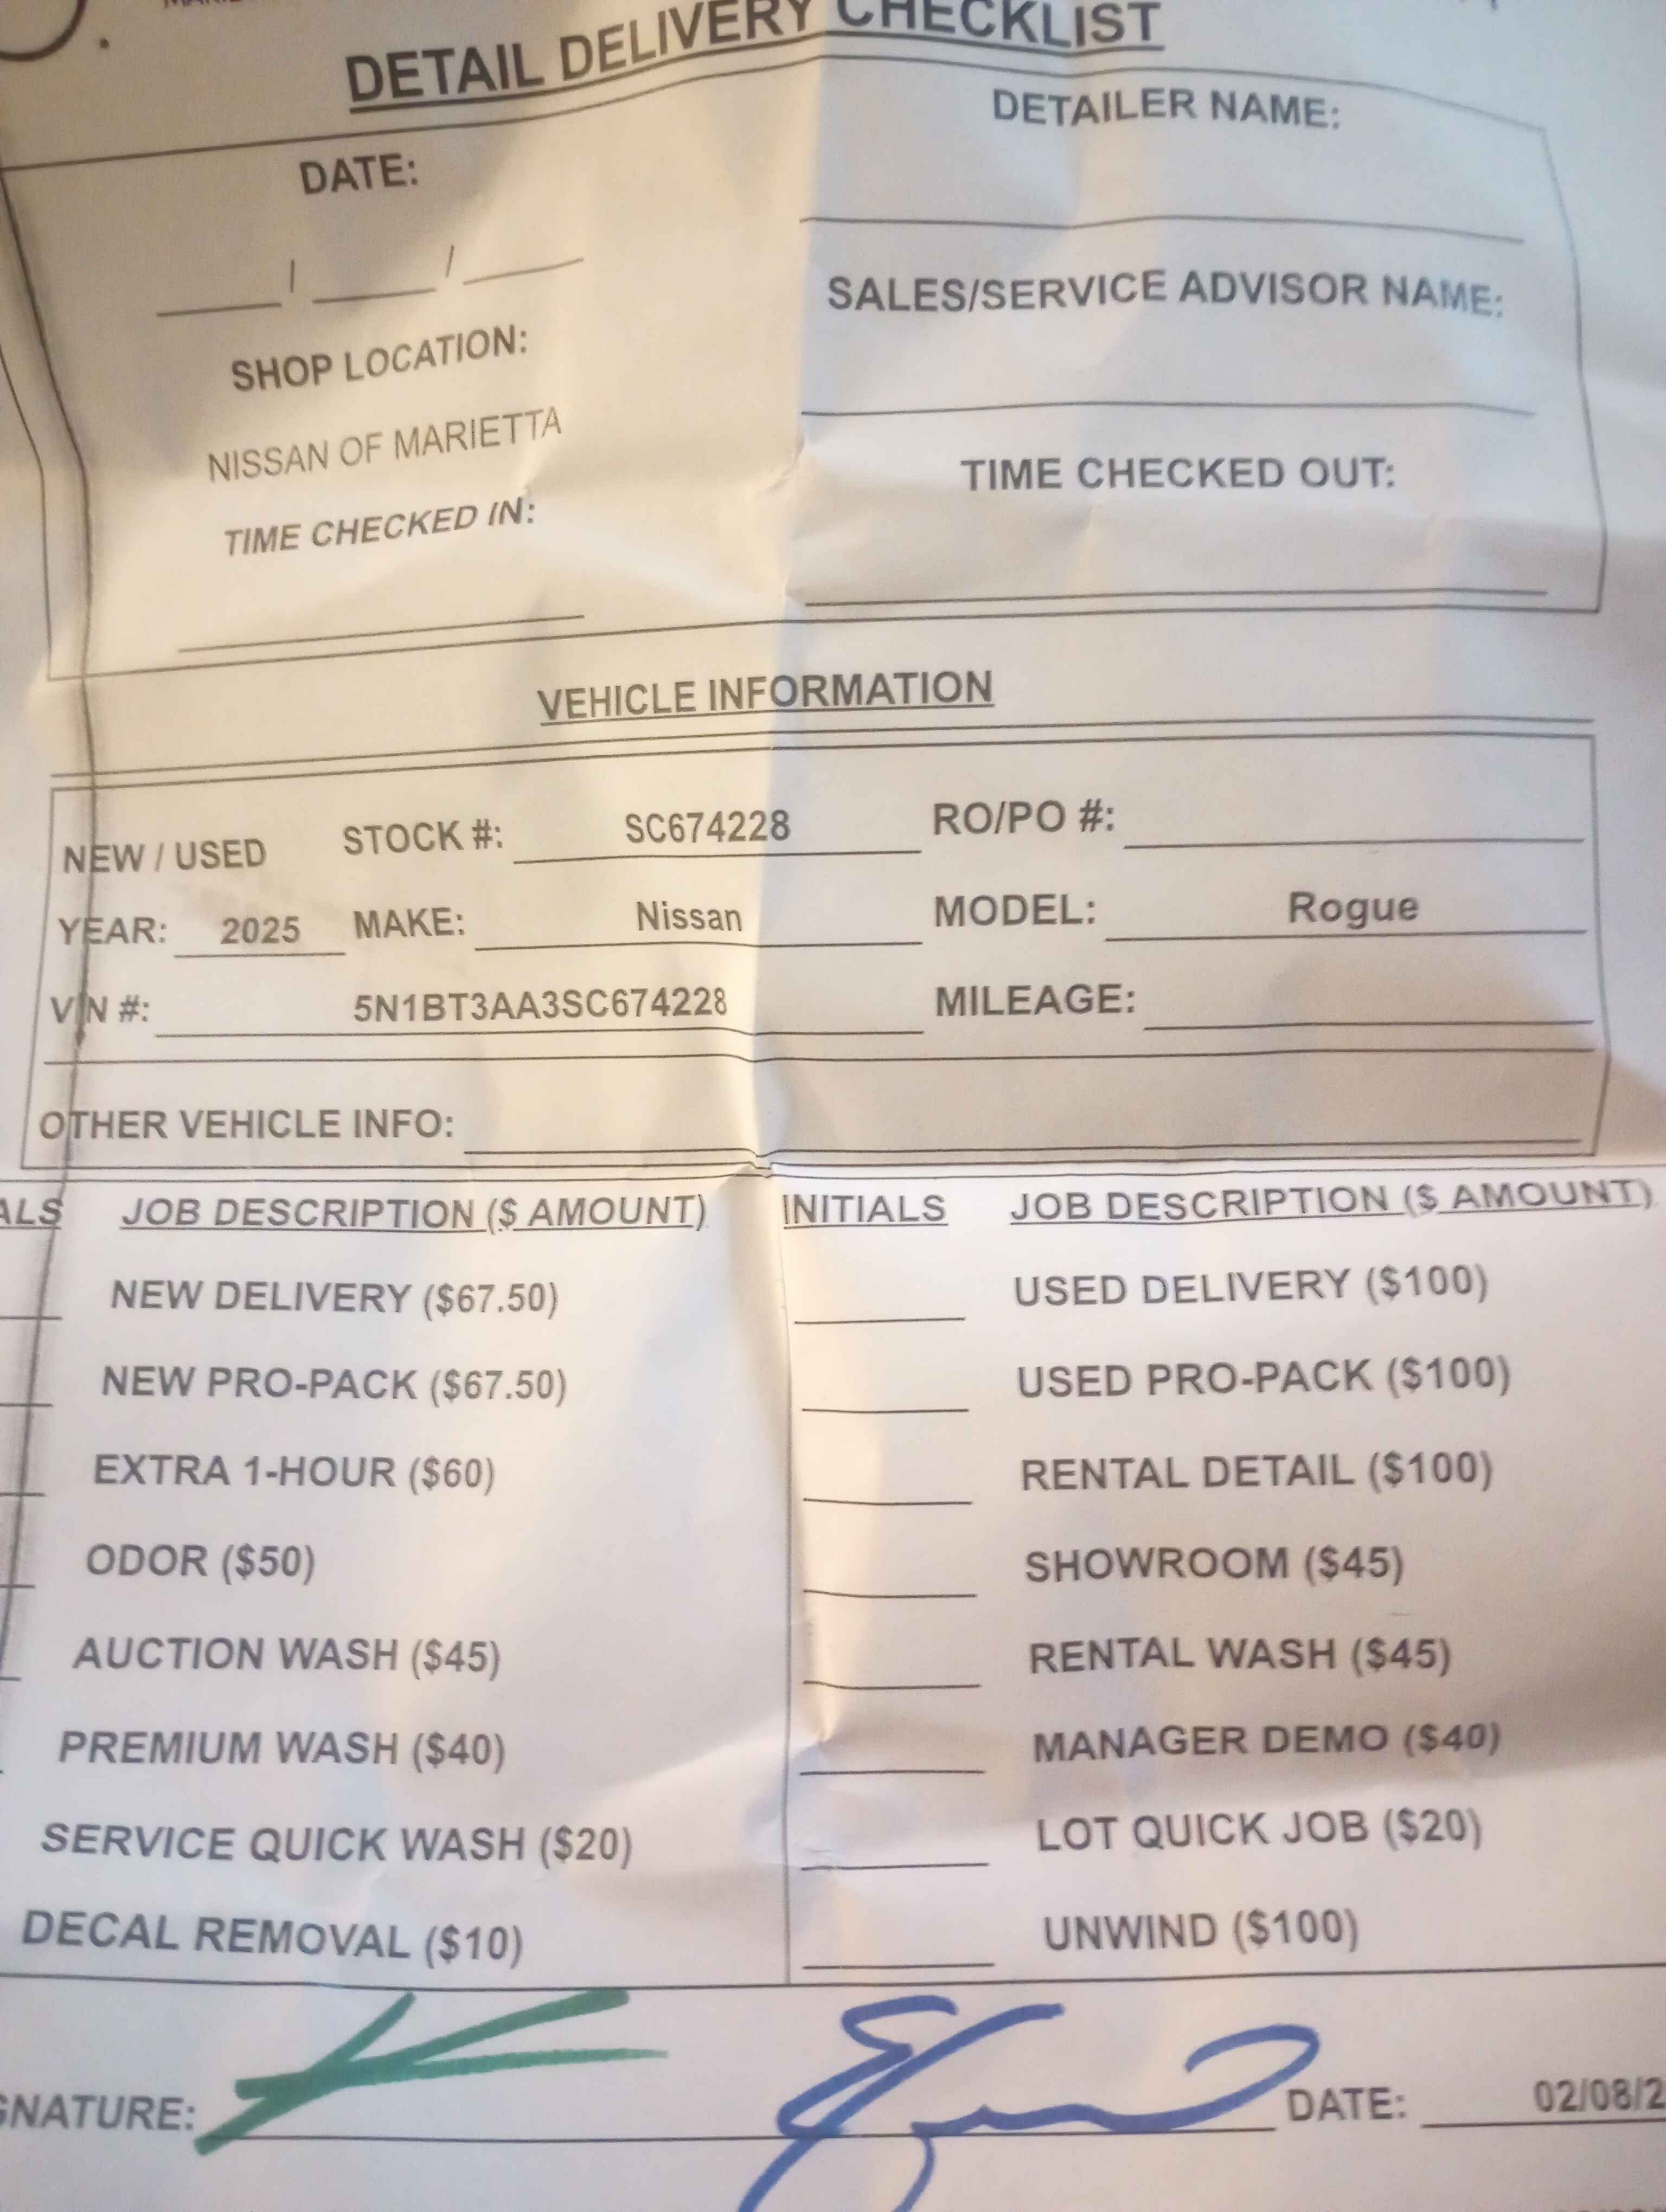 DETAIL DELIVERY CHECKLIST
DATE:
DETAILER NAME:
/ /
SHOP LOCATION:
SALES/SERVICE ADVISOR NAME:
NISSAN OF MARIETTA
TIME CHECKED IN:
TIME CHECKED OUT:
VEHICLE INFORMATION
NEW / USED STOCK #: SC674228 RO/PO #:
YEAR: 2025 MAKE: Nissan MODEL: Rogue
VIN #: 5N1BT3AA3SC674228 MILEAGE:
OTHER VEHICLE INFO:
ALS JOB DESCRIPTION ($ AMOUNT) INITIALS JOB DESCRIPTION ($ AMOUNT)
NEW DELIVERY ($67.50) USED DELIVERY ($100)
NEW PRO-PACK ($67.50) USED PRO-PACK ($100)
EXTRA 1-HOUR ($60) RENTAL DETAIL ($100)
ODOR ($50) SHOWROOM ($45)
AUCTION WASH ($45) RENTAL WASH ($45)
PREMIUM WASH ($40) MANAGER DEMO ($40)
SERVICE QUICK WASH ($20) LOT QUICK JOB ($20)
DECAL REMOVAL ($10) UNWIND ($100)
GNATURE: DATE: 02/08/2